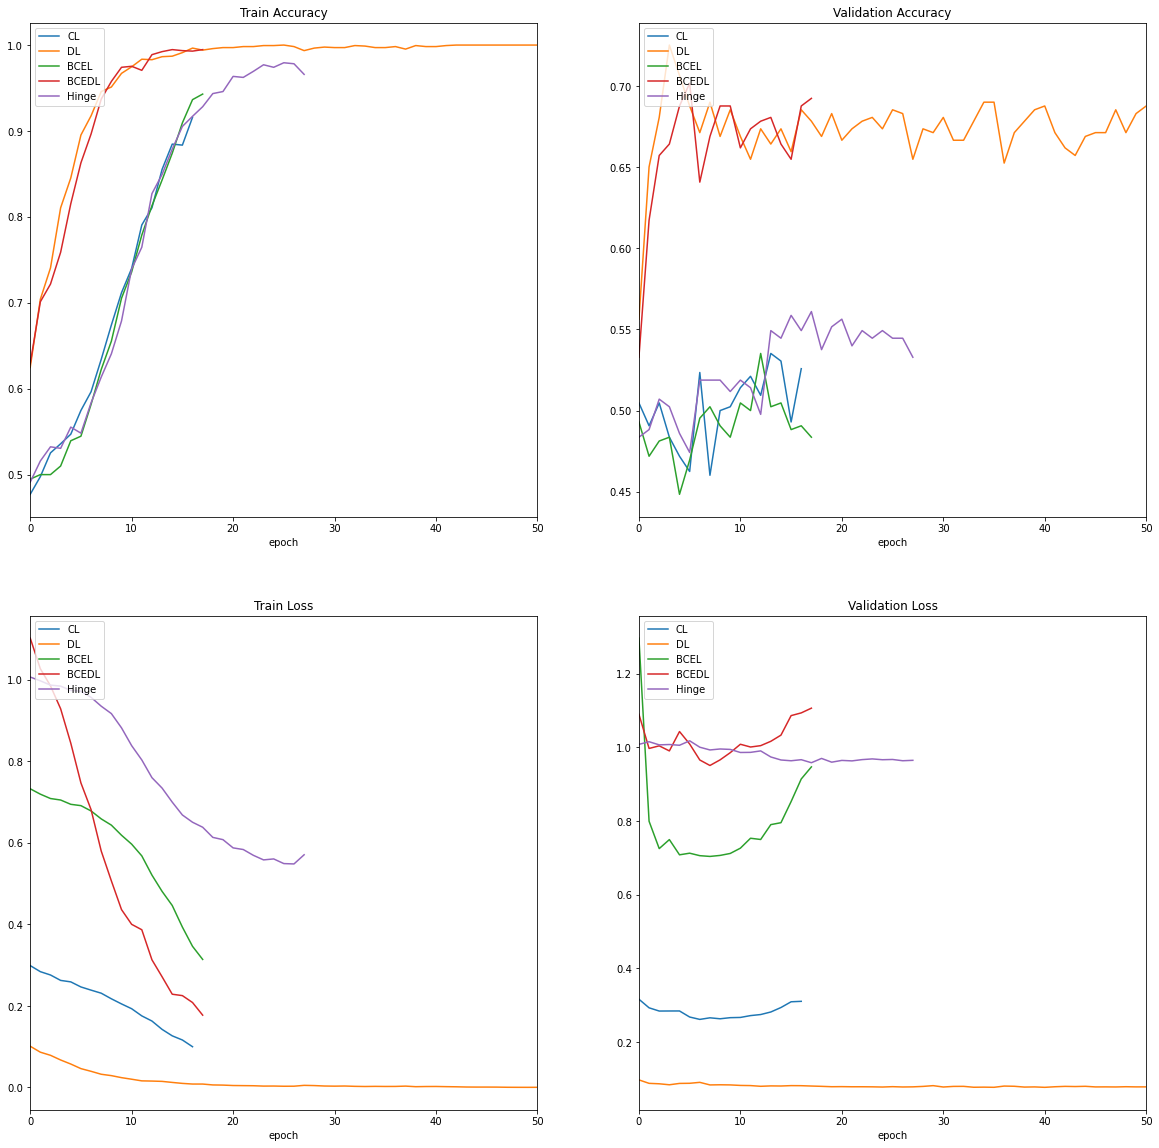 Train Accuracy
CL
DL
BCEL
BCEDL
Hinge
1.0
0.9
0.8
0.7
0.6
0.5
0 10 20 30 40 50
epoch
Validation Accuracy
CL
DL
BCEL
BCEDL
Hinge
0.70
0.65
0.60
0.55
0.50
0.45
0 10 20 30 40 50
epoch
Train Loss
CL
DL
BCEL
BCEDL
Hinge
1.0
0.8
0.6
0.4
0.2
0.0
0 10 20 30 40 50
epoch
Validation Loss
CL
DL
BCEL
BCEDL
Hinge
1.2
1.0
0.8
0.6
0.4
0.2
0 10 20 30 40 50
epoch